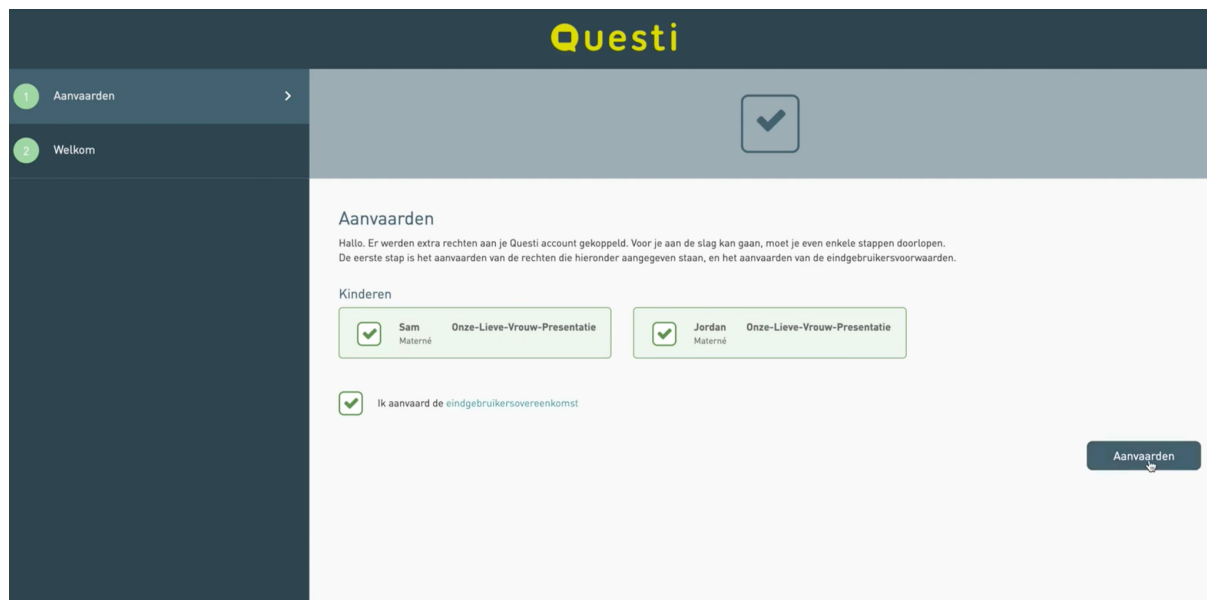 Questi
1 Aanvaarden
2 Welkom
Aanvaarden
Hallo. Er werden extra rechten aan je Questi account gekoppeld. Voor je aan de slag kan gaan, moet je even enkele stappen doorlopen.
De eerste stap is het aanvaarden van de rechten die hieronder aangegeven staan, en het aanvaarden van de eindgebruikersvoorwaarden.
Kinderen
Sam Onze-Lieve-Vrouw-Presentatie
Materné
Jordan Onze-Lieve-Vrouw-Presentatie
Materné
Ik aanvaard de eindgebruikersovereenkomst
Aanvaarden